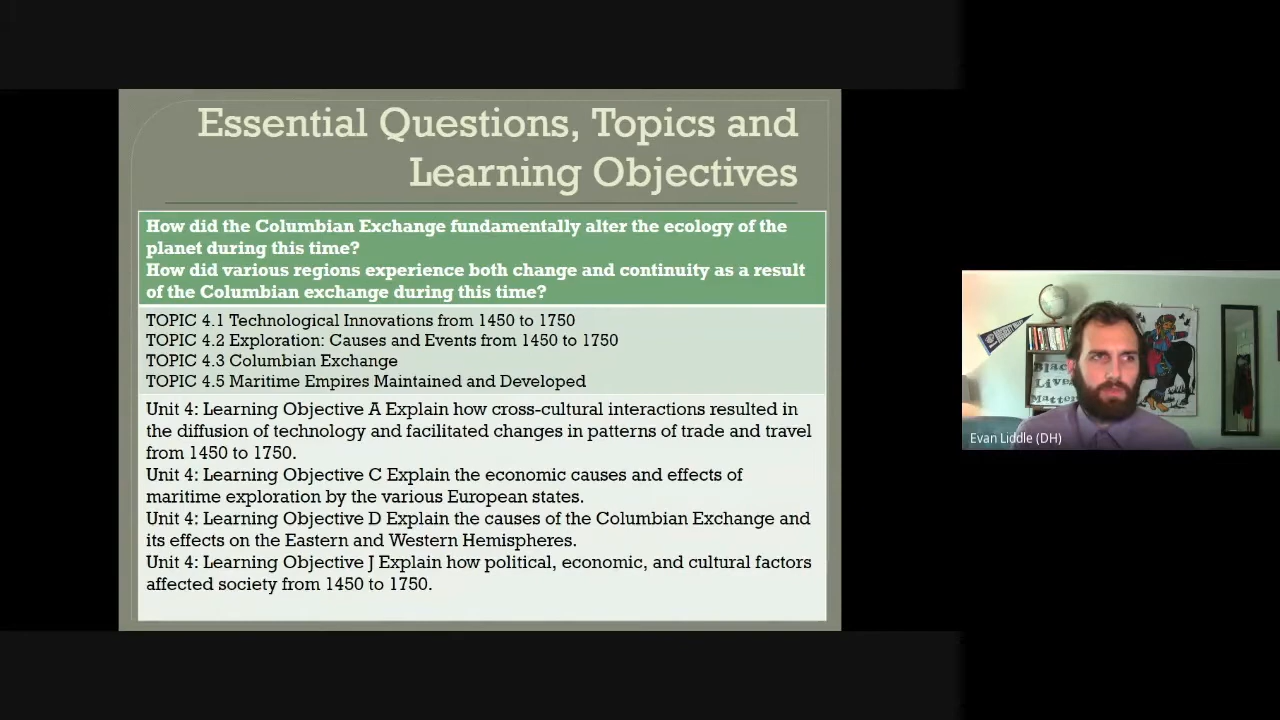 Essential Questions, Topics and
Learning Objectives
How did the Columbian Exchange fundamentally alter the ecology of the
planet during this time?
How did various regions experience both change and continuity as a result
of the Columbian exchange during this time?
TOPIC 4.1 Technological Innovations from 1450 to 1750
TOPIC 4.2 Exploration: Causes and Events from 1450 to 1750
TOPIC 4.3 Columbian Exchange
TOPIC 4.5 Maritime Empires Maintained and Developed
Unit 4: Learning Objective A Explain how cross-cultural interactions resulted in
the diffusion of technology and facilitated changes in patterns of trade and travel
from 1450 to 1750.
Unit 4: Learning Objective C Explain the economic causes and effects of
maritime exploration by the various European states.
Unit 4: Learning Objective D Explain the causes of the Columbian Exchange and
its effects on the Eastern and Western Hemispheres.
Unit 4: Learning Objective J Explain how political, economic, and cultural factors
affected society from 1450 to 1750.
Black
Lives
Matter
Evan Liddle (DH)